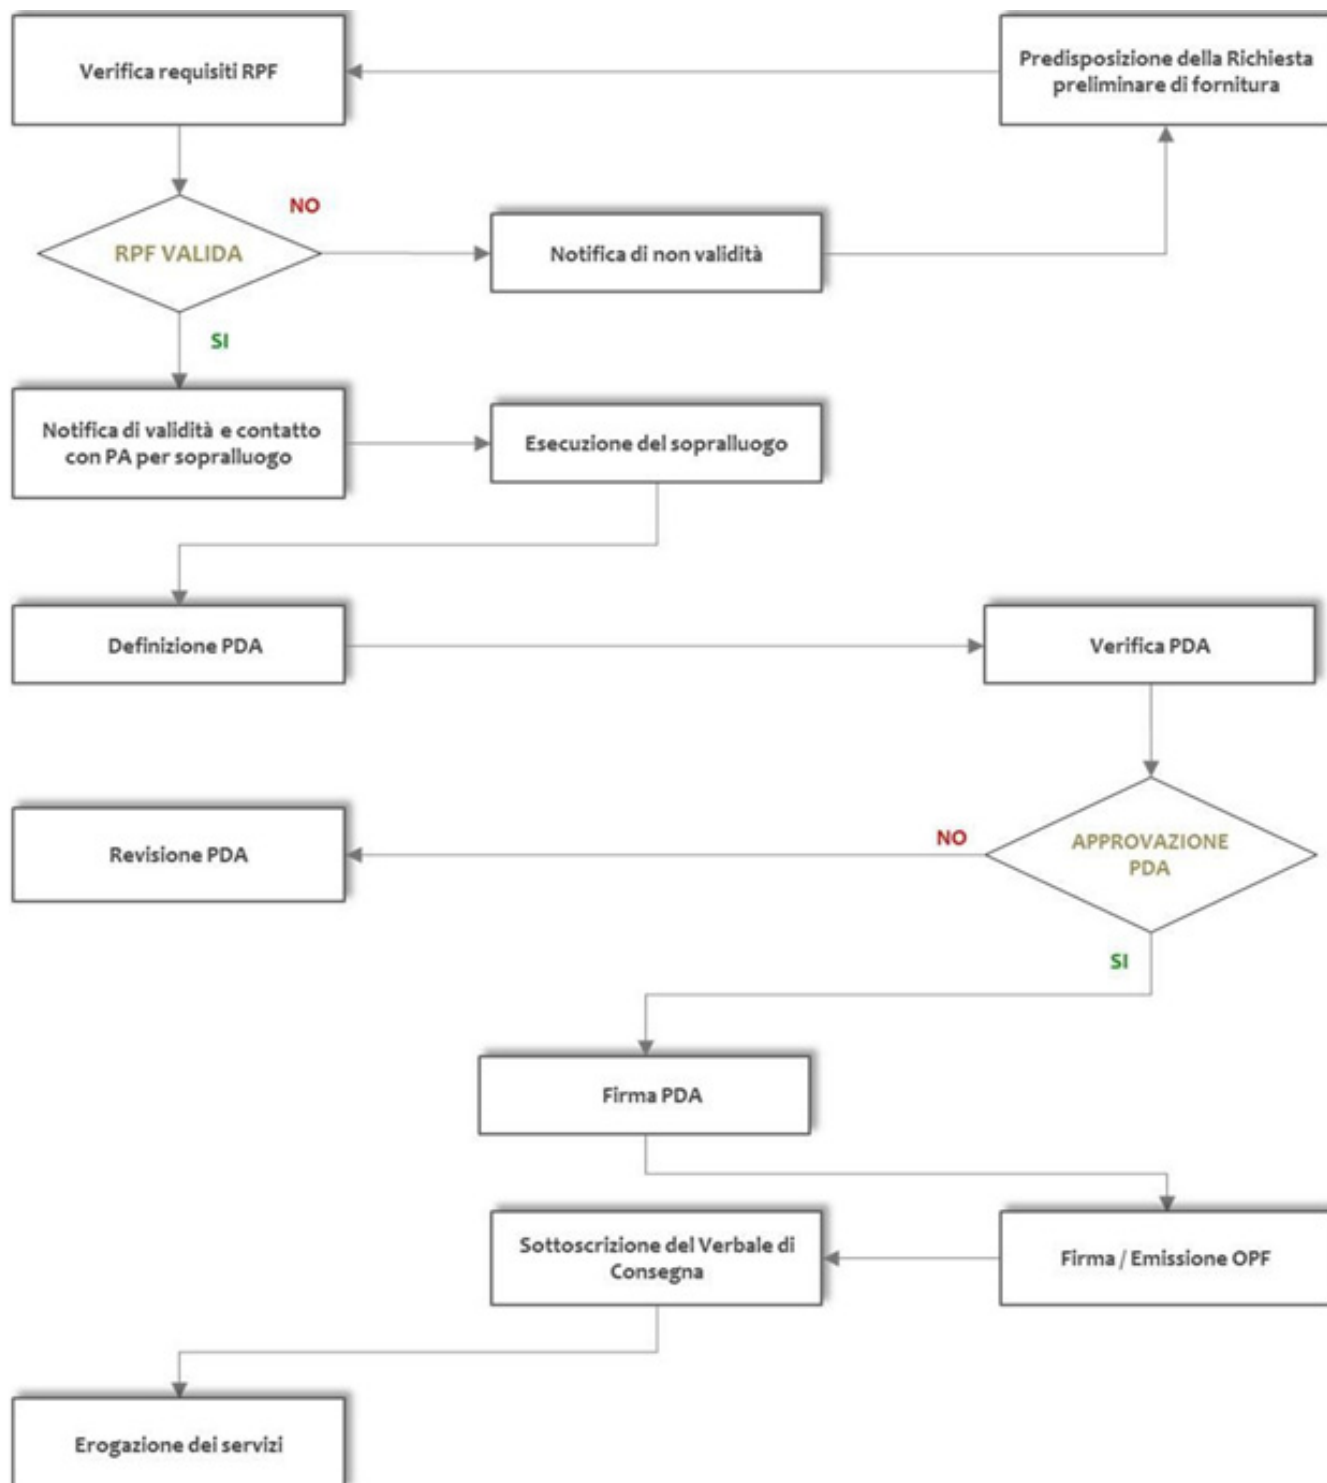 Verifica requisiti RPF
Predisposizione della Richiesta
preliminare di fornitura
NO
RPF VALIDA
Notifica di non validità
SI
Notifica di validità e contatto
con PA per sopralluogo
Esecuzione del sopralluogo
Definizione PDA
Verifica PDA
Revisione PDA
NO
APPROVAZIONE
PDA
SI
Firma PDA
Sottoscrizione del Verbale di
Consegna
Firma / Emissione OPF
Erogazione dei servizi